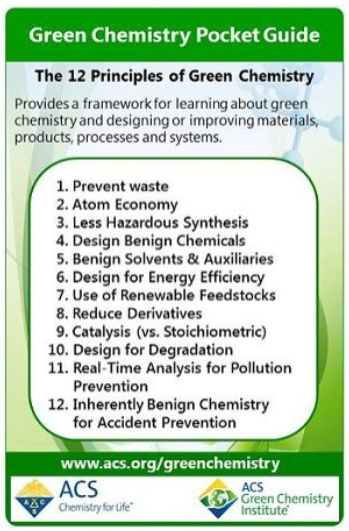 Green Chemistry Pocket Guide
The 12 Principles of Green Chemistry
Provides a framework for learning about green
chemistry and designing or improving materials,
products, processes and systems.
1. Prevent waste
2. Atom Economy
3. Less Hazardous Synthesis
4. Design Benign Chemicals
5. Benign Solvents & Auxiliaries
6. Design for Energy Efficiency
7. Use of Renewable Feedstocks
8. Reduce Derivatives
9. Catalysis (vs. Stoichiometric)
10. Design for Degradation
11. Real-Time Analysis for Pollution
Prevention
12. Inherently Benign Chemistry
for Accident Prevention
www.acs.org/greenchemistry
ACS
Chemistry for Life™
ACS
Green Chemistry
Institute®